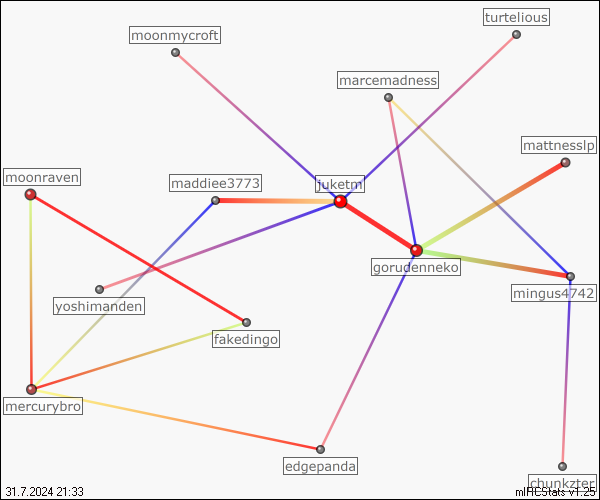 turtelious
moonmycroft
marcemadness
mattnesslp
moonraven
maddiee3773
juketm
gorudenneko
mingus4742
yoshimanden
fakedingo
mercurybro
edgepanda
chunkzter
31.7.2024 21:33
mIRCStats v1.25